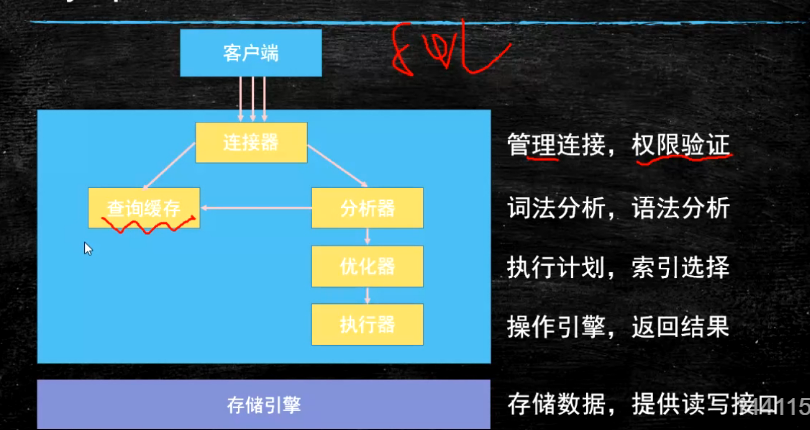 客户端
sql
连接器
管理连接，权限验证
查询缓存
分析器
词法分析，语法分析
优化器
执行计划，索引选择
执行器
操作引擎，返回结果
存储引擎
存储数据，提供读写接口
44115